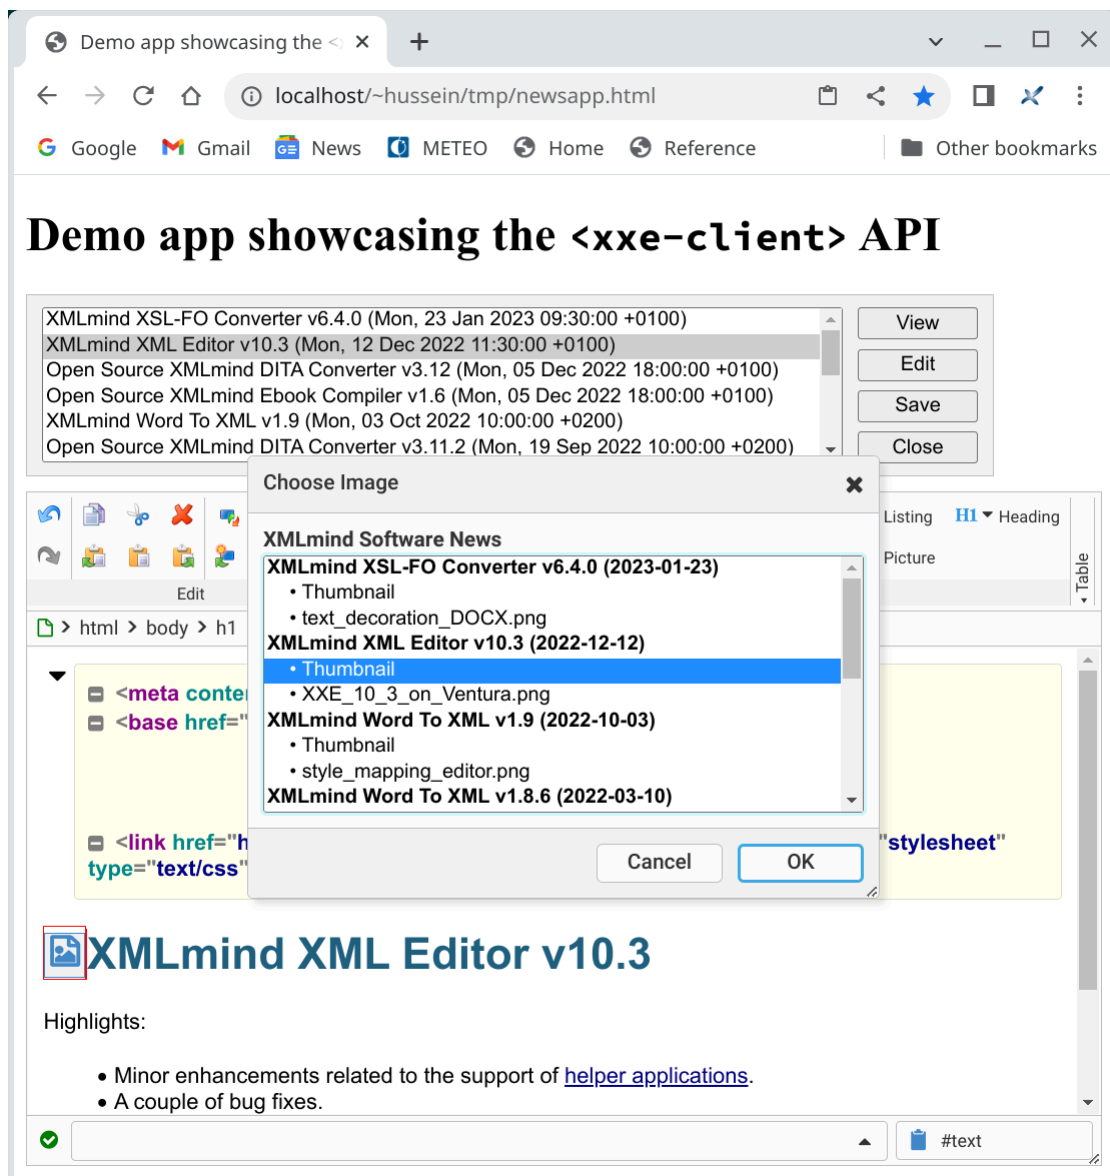 Demo app showcasing the <
localhost/~hussein/tmp/newsapp.html
Google Gmail News METEO Home Reference Other bookmarks
Demo app showcasing the <xxe-client> API
XMLmind XSL-FO Converter v6.4.0 (Mon, 23 Jan 2023 09:30:00 +0100)
XMLmind XML Editor v10.3 (Mon, 12 Dec 2022 11:30:00 +0100)
Open Source XMLmind DITA Converter v3.12 (Mon, 05 Dec 2022 18:00:00 +0100)
Open Source XMLmind Ebook Compiler v1.6 (Mon, 05 Dec 2022 18:00:00 +0100)
XMLmind Word To XML v1.9 (Mon, 03 Oct 2022 10:00:00 +0200)
Open Source XMLmind DITA Converter v3.11.2 (Mon, 19 Sep 2022 10:00:00 +0200)
View
Edit
Save
Close
Choose Image
XMLmind Software News
XMLmind XSL-FO Converter v6.4.0 (2023-01-23)
• Thumbnail
• text_decoration_DOCX.png
XMLmind XML Editor v10.3 (2022-12-12)
• Thumbnail
• XXE_10_3_on_Ventura.png
XMLmind Word To XML v1.9 (2022-10-03)
• Thumbnail
• style_mapping_editor.png
XMLmind Word To XML v1.8.6 (2022-03-10)
Cancel OK
Listing H1 Heading
Picture
Table
Edit
html > body > h1
<meta conte
<base href="
<link href="h "stylesheet"
type="text/css"
XMLmind XML Editor v10.3
Highlights:
• Minor enhancements related to the support of helper applications.
• A couple of bug fixes.
#text